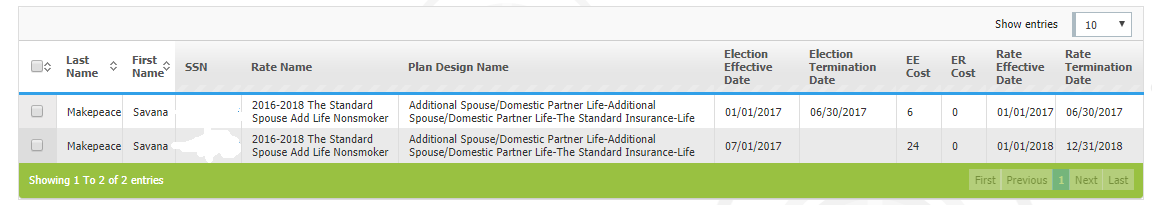 Show entries 10
Last Name First Name SSN Rate Name Plan Design Name Election Effective Date Election Termination Date EE Cost ER Cost Rate Effective Date Rate Termination Date
Makepeace Savana 2016-2018 The Standard Spouse Add Life Nonsmoker Additional Spouse/Domestic Partner Life-Additional Spouse/Domestic Partner Life-The Standard Insurance-Life 01/01/2017 06/30/2017 6 0 01/01/2017 06/30/2017
Makepeace Savana 2016-2018 The Standard Spouse Add Life Nonsmoker Additional Spouse/Domestic Partner Life-Additional Spouse/Domestic Partner Life-The Standard Insurance-Life 07/01/2017 24 0 01/01/2018 12/31/2018
Showing 1 To 2 of 2 entries First Previous 1 Next Last